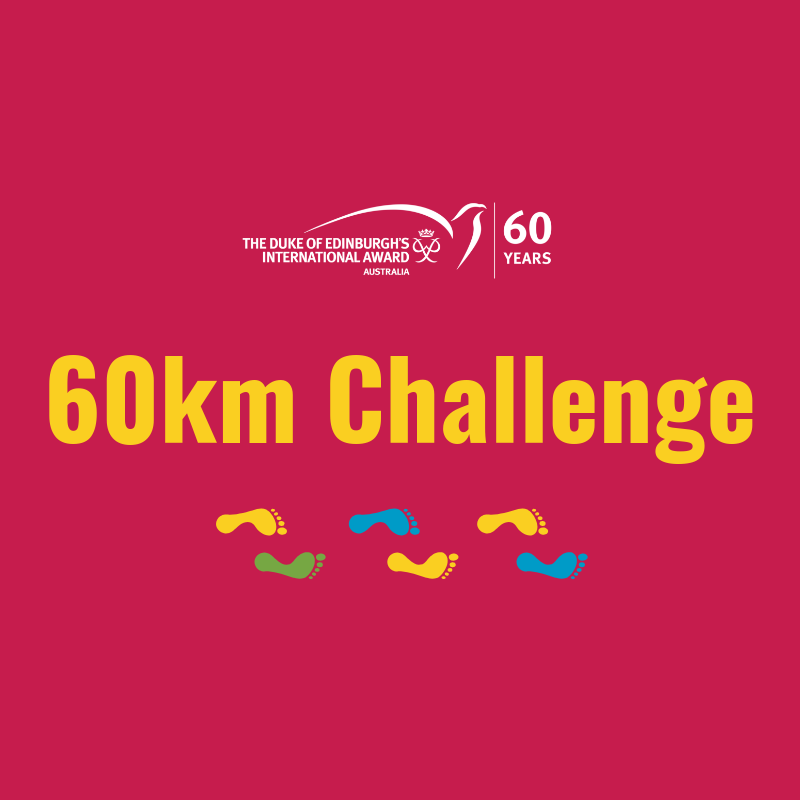 THE DUKE OF EDINBURGH'S
INTERNATIONAL AWARD
AUSTRALIA
60
YEARS
60km Challenge